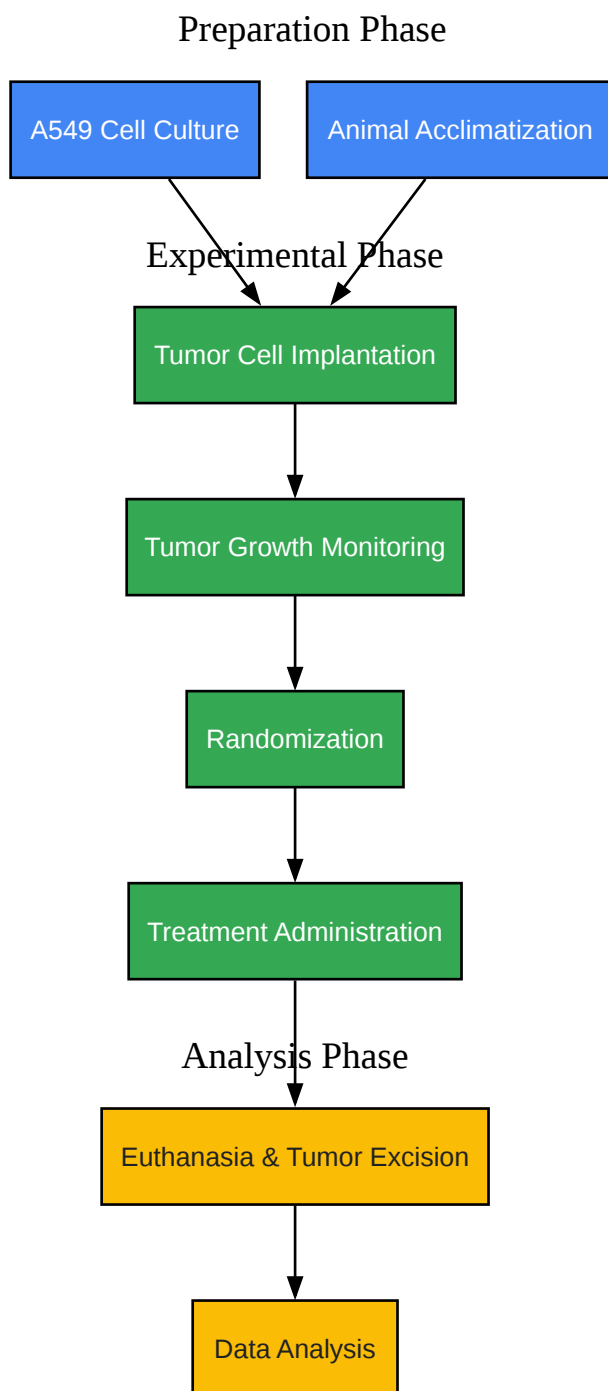 Preparation Phase
A549 Cell Culture
Animal Acclimatization
Experimental Phase
Tumor Cell Implantation
Tumor Growth Monitoring
Randomization
Treatment Administration
Analysis Phase
Euthanasia & Tumor Excision
Data Analysis